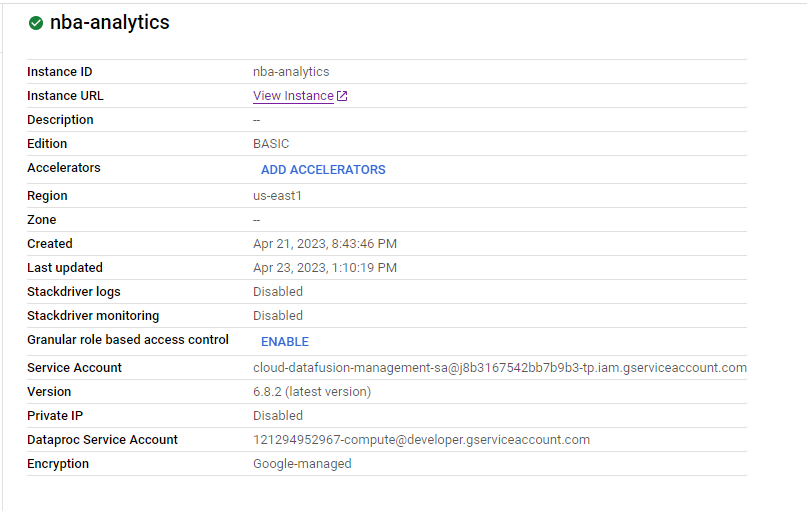 nba-analytics
Instance ID nba-analytics
Instance URL View Instance
Description --
Edition BASIC
Accelerators ADD ACCELERATORS
Region us-east1
Zone --
Created Apr 21, 2023, 8:43:46 PM
Last updated Apr 23, 2023, 1:10:19 PM
Stackdriver logs Disabled
Stackdriver monitoring Disabled
Granular role based access control ENABLE
Service Account cloud-datafusion-management-sa@j8b3167542bb7b9b3-tp.iam.gserviceaccount.com
Version 6.8.2 (latest version)
Private IP Disabled
Dataproc Service Account 121294952967-compute@developer.gserviceaccount.com
Encryption Google-managed